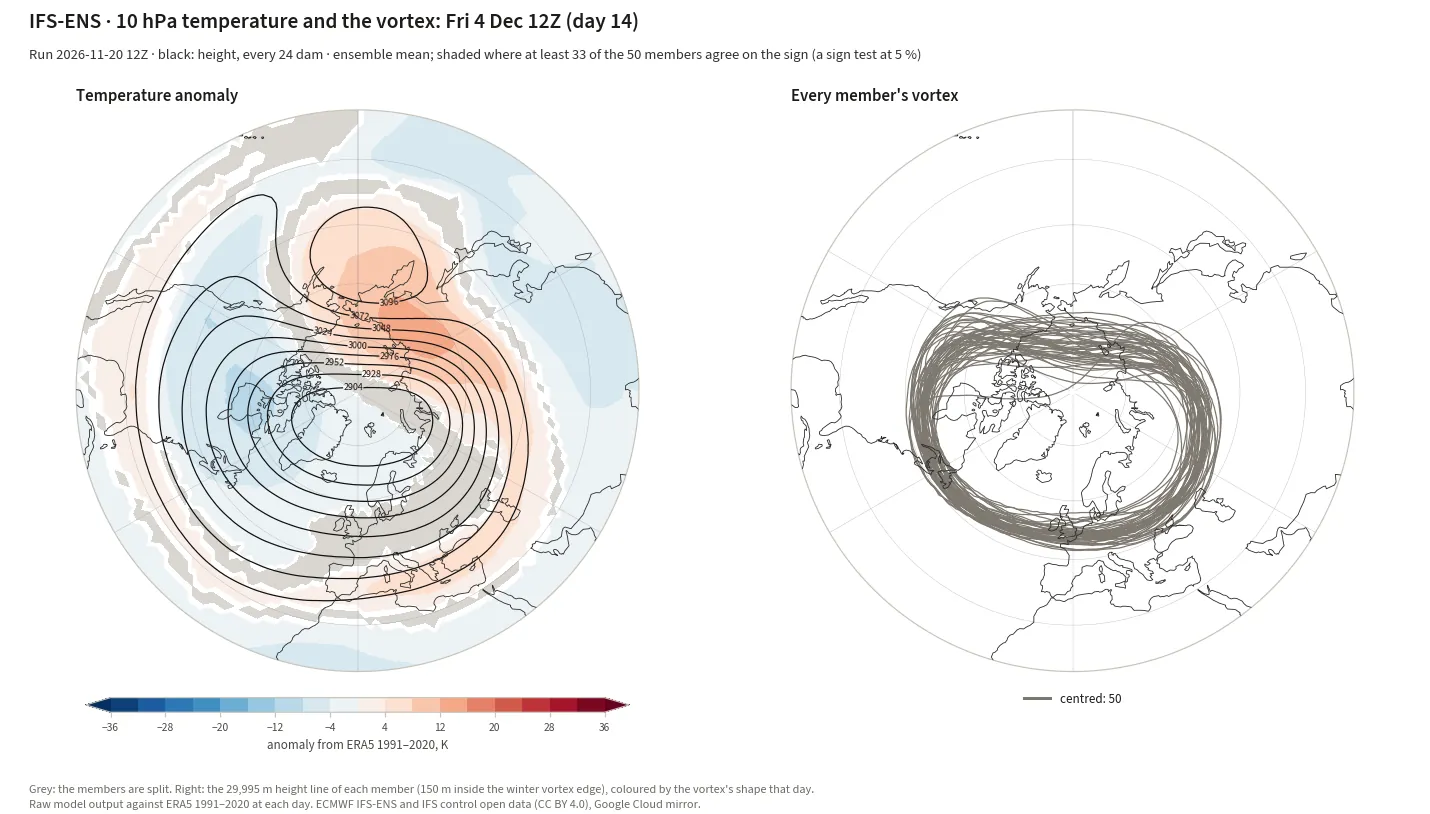 IFS-ENS · 10 hPa temperature and the vortex: Fri 4 Dec 12Z (day 14)
Run 2026-11-20 12Z · black: height, every 24 dam · ensemble mean; shaded where at least 33 of the 50 members agree on the sign (a sign test at 5 %)
Temperature anomaly
Every member's vortex
3096
3072
3024
3048
3000
2976
2952
2928
2904
−36 −28 −20 −12 −4 4 12 20 28 36
anomaly from ERA5 1991–2020, K
centred: 50
Grey: the members are split. Right: the 29,995 m height line of each member (150 m inside the winter vortex edge), coloured by the vortex's shape that day.
Raw model output against ERA5 1991–2020 at each day. ECMWF IFS-ENS and IFS control open data (CC BY 4.0), Google Cloud mirror.